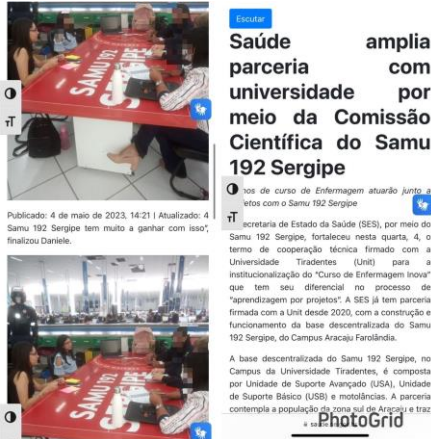 SAMU 192
SERGIPE
Publicado: 4 de maio de 2023, 14:21 | Atualizado: 4
Samu 192 Sergipe tem muito a ganhar com isso",
finalizou Daniele.
SAMU 192
SERGIPE
Escutar
Saúde amplia
parceria com
universidade por
meio da Comissão
Científica do Samu
192 Sergipe
de curso de Enfermagem atuarão junto a
com o Samu 192 Sergipe
Secretaria de Estado da Saúde (SES), por meio do
Samu 192 Sergipe, fortaleceu nesta quarta, 4, o
termo de cooperação técnica firmado com a
Universidade Tiradentes (Unit) para a
institucionalização do "Curso de Enfermagem Inova"
que tem seu diferencial no processo de
"aprendizagem por projetos". A SES já tem parceria
firmada com a Unit desde 2020, com a construção e
funcionamento da base descentralizada do Samu
192 Sergipe, do Campus Aracaju Farolândia.
A base descentralizada do Samu 192 Sergipe, no
Campus da Universidade Tiradentes, é composta
por Unidade de Suporte Avançado (USA), Unidade
de Suporte Básico (USB) e motolâncias. A parceria
contempla a população da zona sul de Aracaju e traz
PhotoGrid